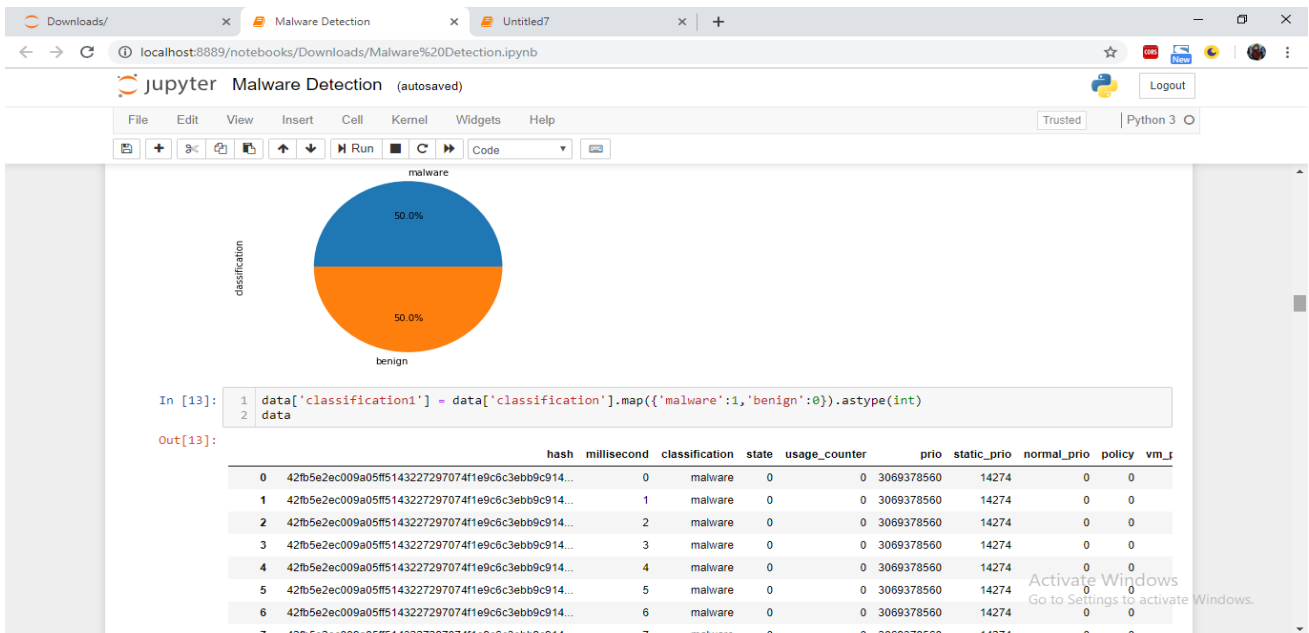 Downloads/ Malware Detection Untitled7
localhost:8889/notebooks/Downloads/Malware%20Detection.ipynb CORS New
jupyter Malware Detection (autosaved) Logout
File Edit View Insert Cell Kernel Widgets Help Trusted Python 3
Run Code
malware
50.0%
classification
50.0%
benign
In [13]: 1 data['classification1'] = data['classification'].map({'malware':1,'benign':0}).astype(int)
2 data
Out[13]:
hash millisecond classification state usage_counter prio static_prio normal_prio policy vm_p
0 42fb5e2ec009a05ff5143227297074f1e9c6c3ebb9c914... 0 malware 0 0 3069378560 14274 0 0
1 42fb5e2ec009a05ff5143227297074f1e9c6c3ebb9c914... 1 malware 0 0 3069378560 14274 0 0
2 42fb5e2ec009a05ff5143227297074f1e9c6c3ebb9c914... 2 malware 0 0 3069378560 14274 0 0
3 42fb5e2ec009a05ff5143227297074f1e9c6c3ebb9c914... 3 malware 0 0 3069378560 14274 0 0
4 42fb5e2ec009a05ff5143227297074f1e9c6c3ebb9c914... 4 malware 0 0 3069378560 14274 0 0
5 42fb5e2ec009a05ff5143227297074f1e9c6c3ebb9c914... 5 malware 0 0 3069378560 14274 0 0
6 42fb5e2ec009a05ff5143227297074f1e9c6c3ebb9c914... 6 malware 0 0 3069378560 14274 0 0
Activate Windows
Go to Settings to activate Windows.